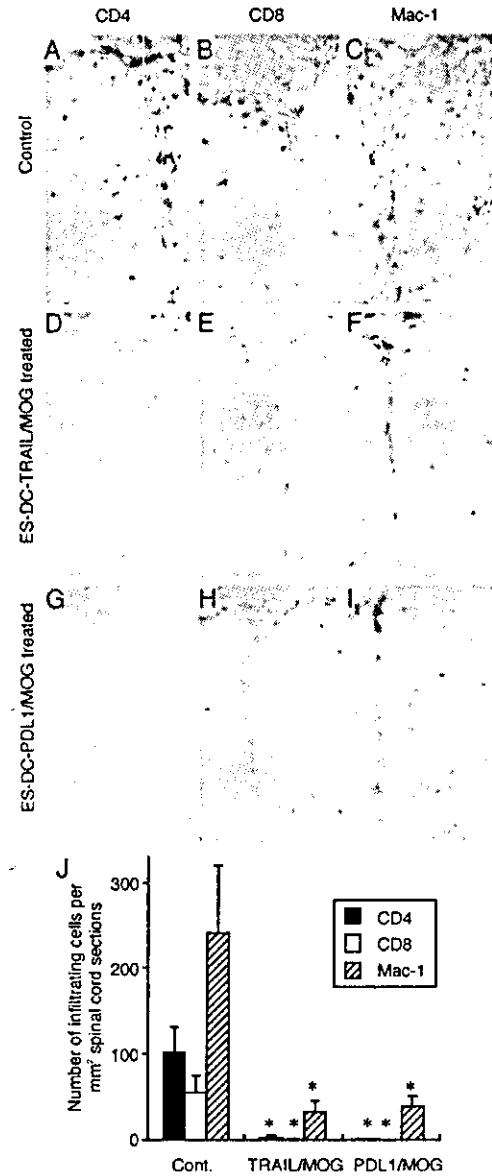 CD4 CD8 Mac-1
A B C
Control
D E F
ES-DC-TRAIL/MOG treated
G H I
ES-DC-PDL1/MOG treated
J
Number of infiltrating cells per
mm² spinal cord sections
300
200
100
0
CD4
CD8
Mac-1
* * *
* * *
Cont. TRAIL/MOG PDL1/MOG